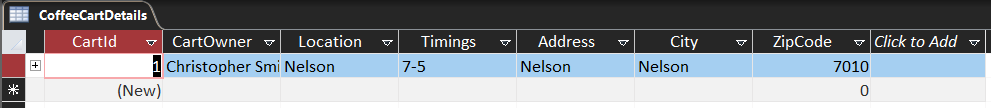 CoffeeCartDetails
CartId CartOwner Location Timings Address City ZipCode Click to Add
1 Christopher Smi Nelson 7-5 Nelson Nelson 7010
(New) 0